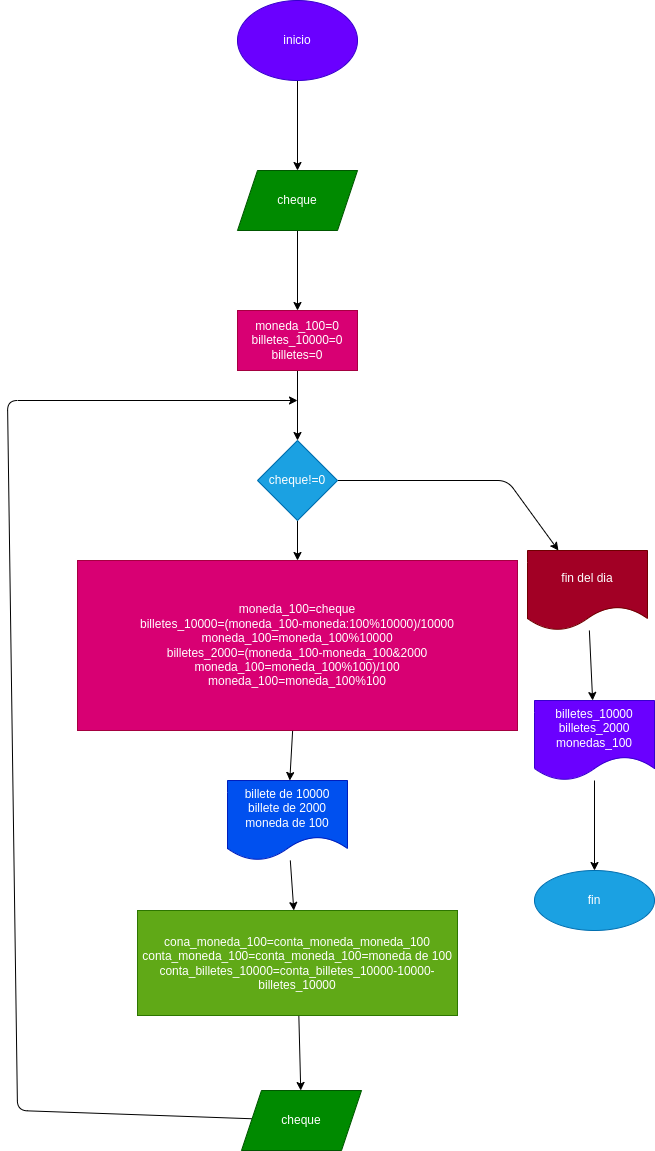 inicio
cheque
moneda_100=0
billetes_10000=0
billetes=0
cheque!=0
fin del dia
moneda_100=cheque
billetes_10000=(moneda_100-moneda:100%10000)/10000
moneda_100=moneda_100%10000
billetes_2000=(moneda_100-moneda_100&2000
moneda_100=moneda_100%100)/100
moneda_100=moneda_100%100
billetes_10000
billetes_2000
monedas_100
billete de 10000
billete de 2000
moneda de 100
fin
cona_moneda_100=conta_moneda_moneda_100
conta_moneda_100=conta_moneda_100=moneda de 100
conta_billetes_10000=conta_billetes_10000-10000-
billetes_10000
cheque